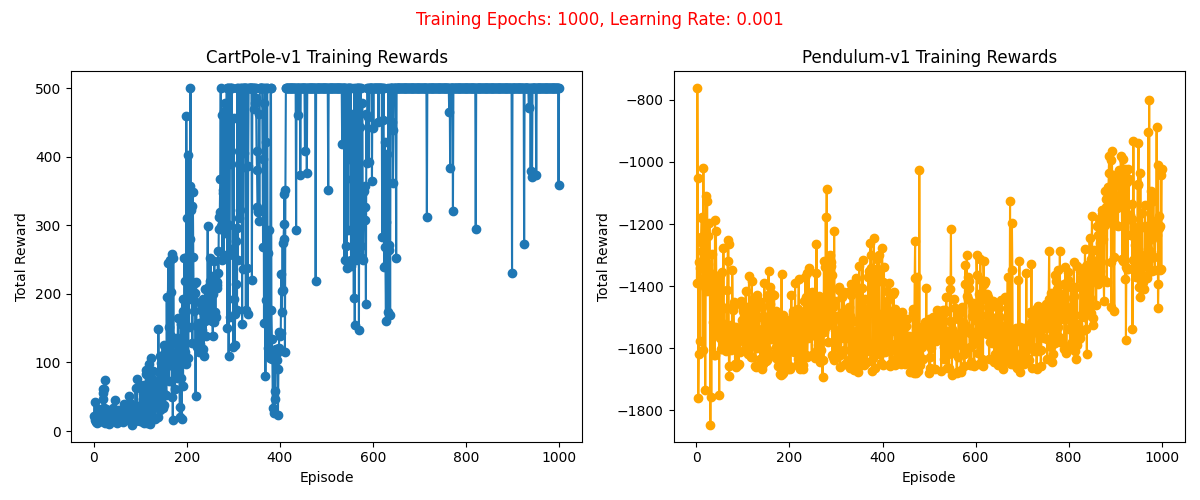 Training Epochs: 1000, Learning Rate: 0.001
CartPole-v1 Training Rewards
Total Reward
500
400
300
200
100
0
0 200 400 600 800 1000
Episode
Pendulum-v1 Training Rewards
Total Reward
−800
−1000
−1200
−1400
−1600
−1800
0 200 400 600 800 1000
Episode